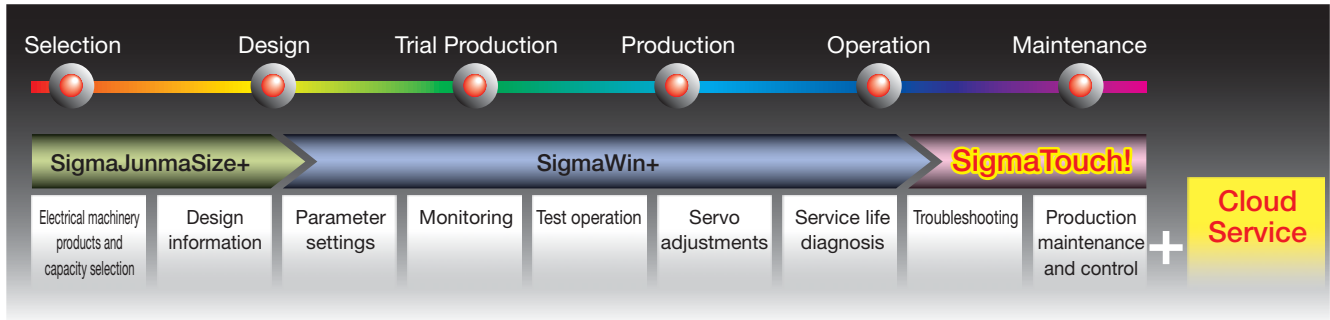 Selection Design Trial Production Production Operation Maintenance
SigmaJunmaSize+ SigmaWin+ SigmaTouch!
Electrical machinery
products and
capacity selection
Design
information
Parameter
settings
Monitoring
Test operation
Servo
adjustments
Service life
diagnosis
Troubleshooting
Production
maintenance
and control
+
Cloud
Service